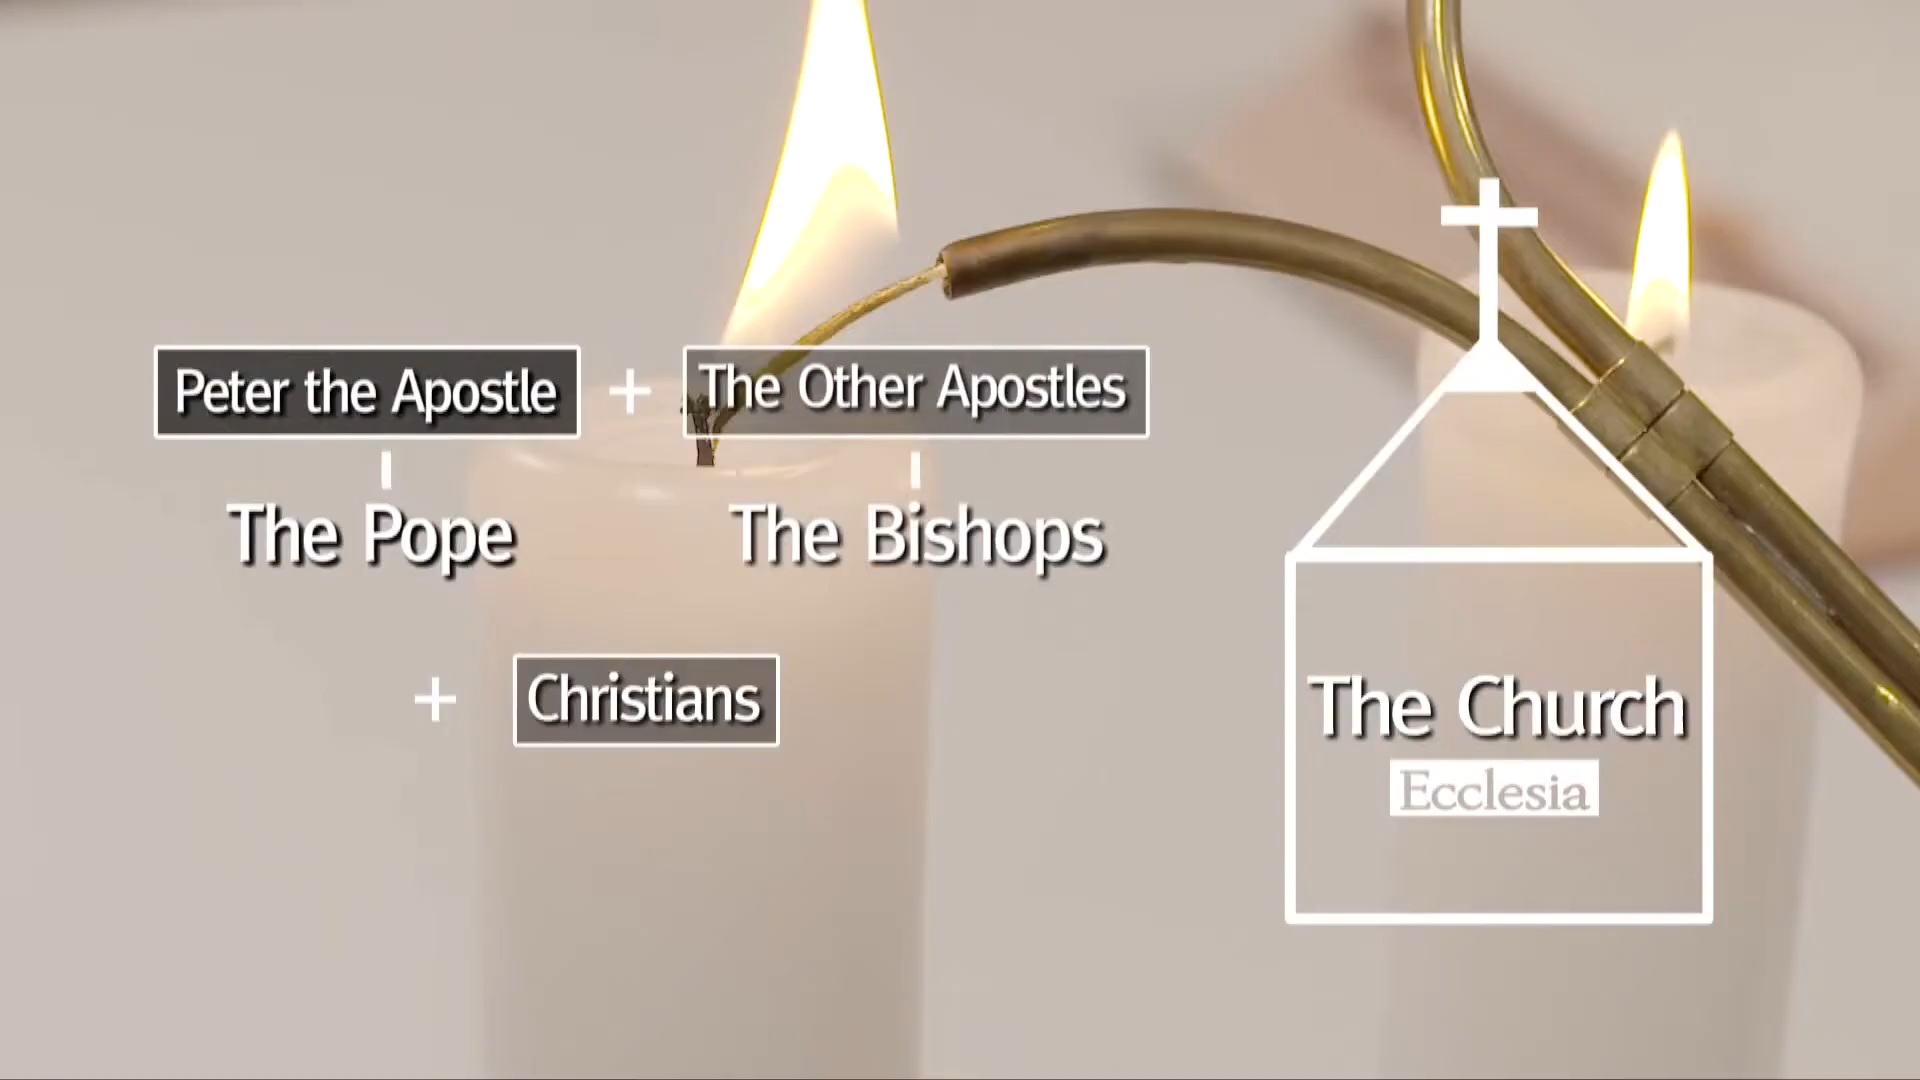 Peter the Apostle + The Other Apostles
The Pope
The Bishops
+ Christians
The Church
Ecclesia